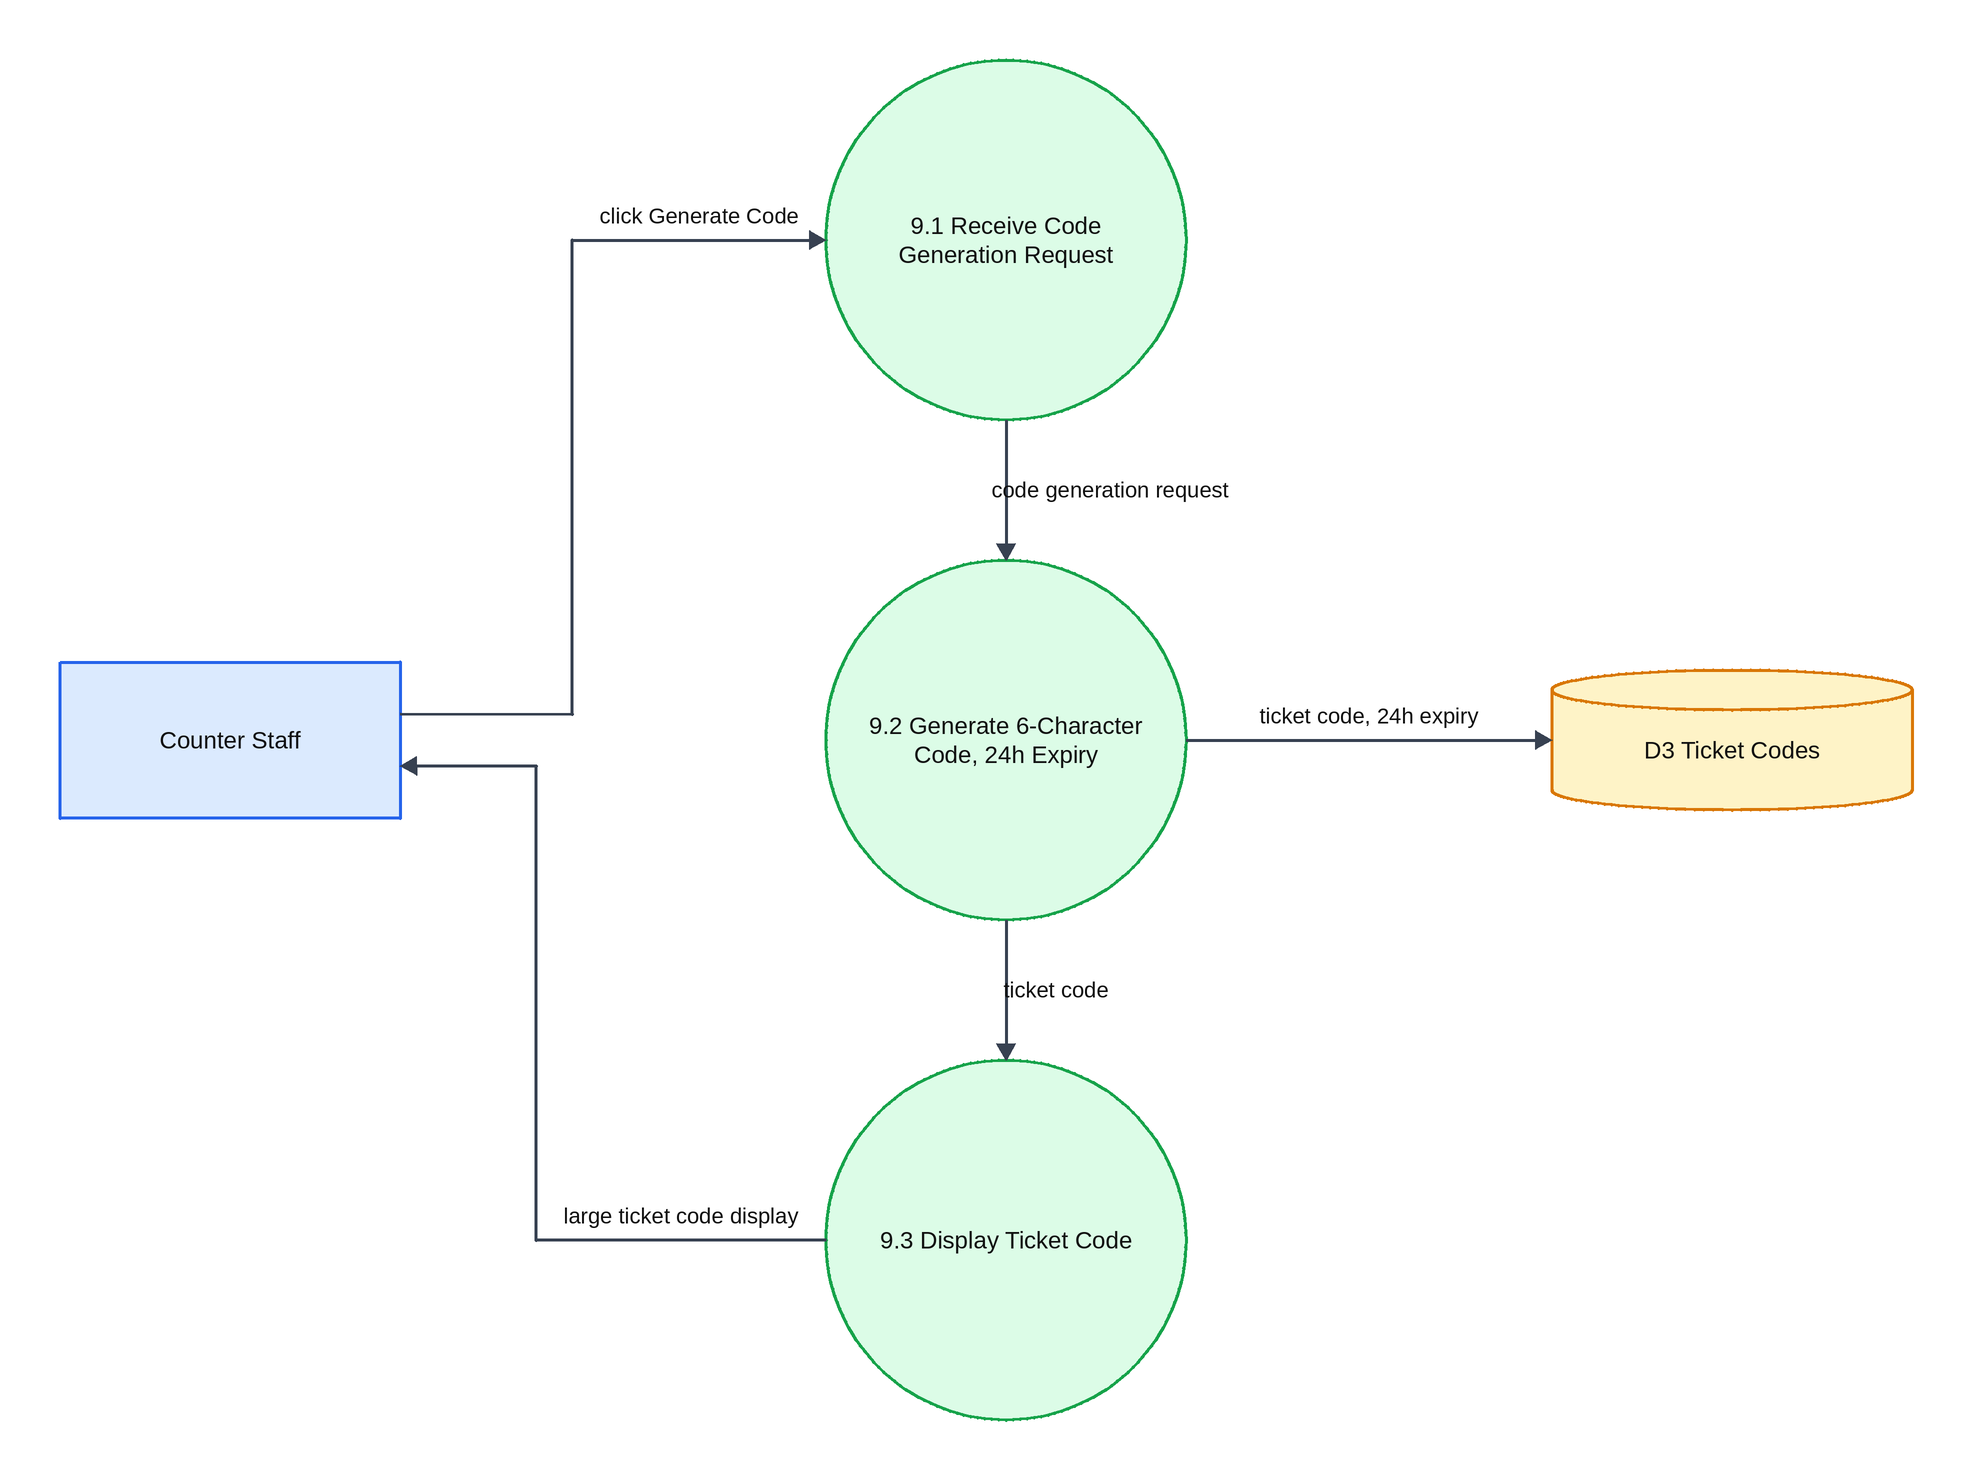 click Generate Code
9.1 Receive Code
Generation Request
code generation request
Counter Staff
9.2 Generate 6-Character
Code, 24h Expiry
ticket code, 24h expiry
D3 Ticket Codes
ticket code
large ticket code display
9.3 Display Ticket Code